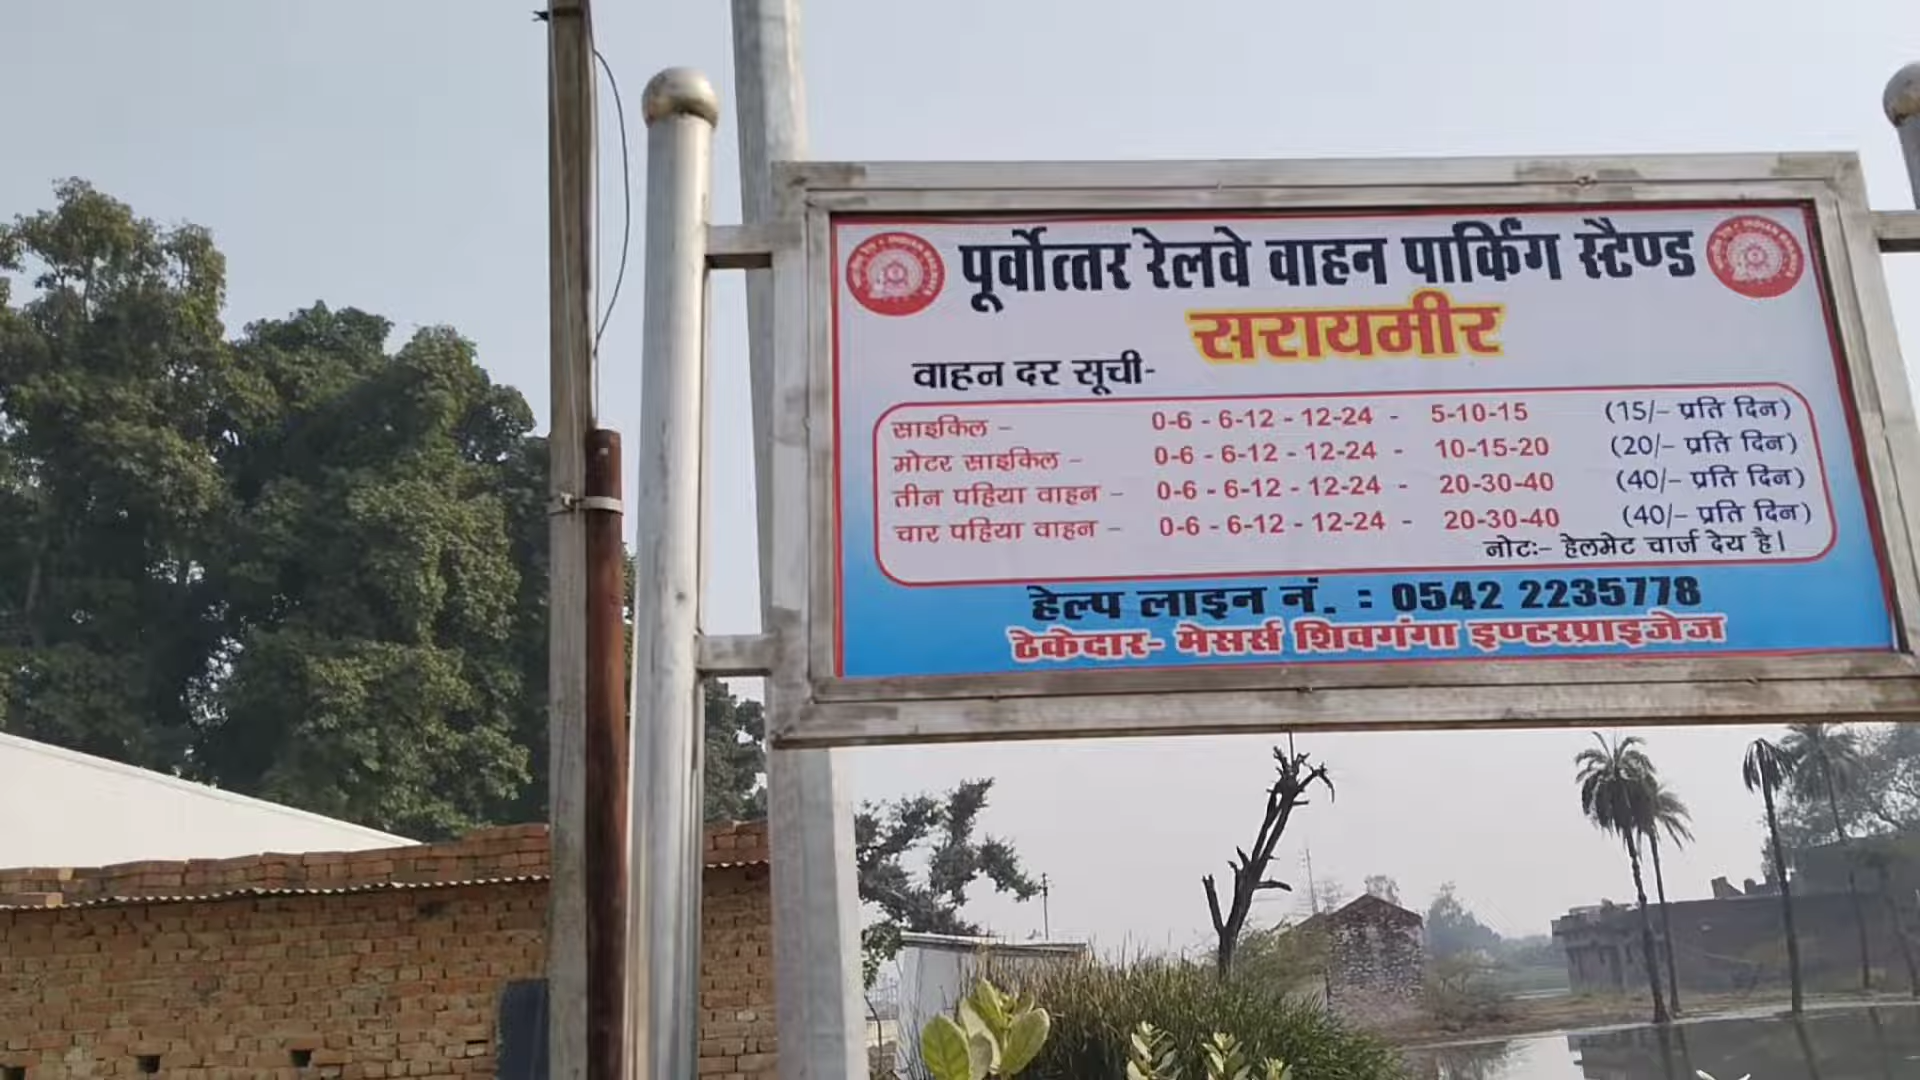 पूर्वोत्तर रेलवे वाहन पार्किंग स्टैण्ड
सरायमीर
वाहन दर सूची-
साइकिल – 0-6 - 6-12 - 12-24 - 5-10-15 (15/- प्रति दिन)
मोटर साइकिल – 0-6 - 6-12 - 12-24 - 10-15-20 (20/- प्रति दिन)
तीन पहिया वाहन – 0-6 - 6-12 - 12-24 - 20-30-40 (40/- प्रति दिन)
चार पहिया वाहन – 0-6 - 6-12 - 12-24 - 20-30-40 (40/- प्रति दिन)
नोटः- हेलमेट चार्ज देय है।
हेल्प लाइन नं. : 0542 2235778
ठेकेदार- मेसर्स शिवगंगा इण्टरप्राइजेज